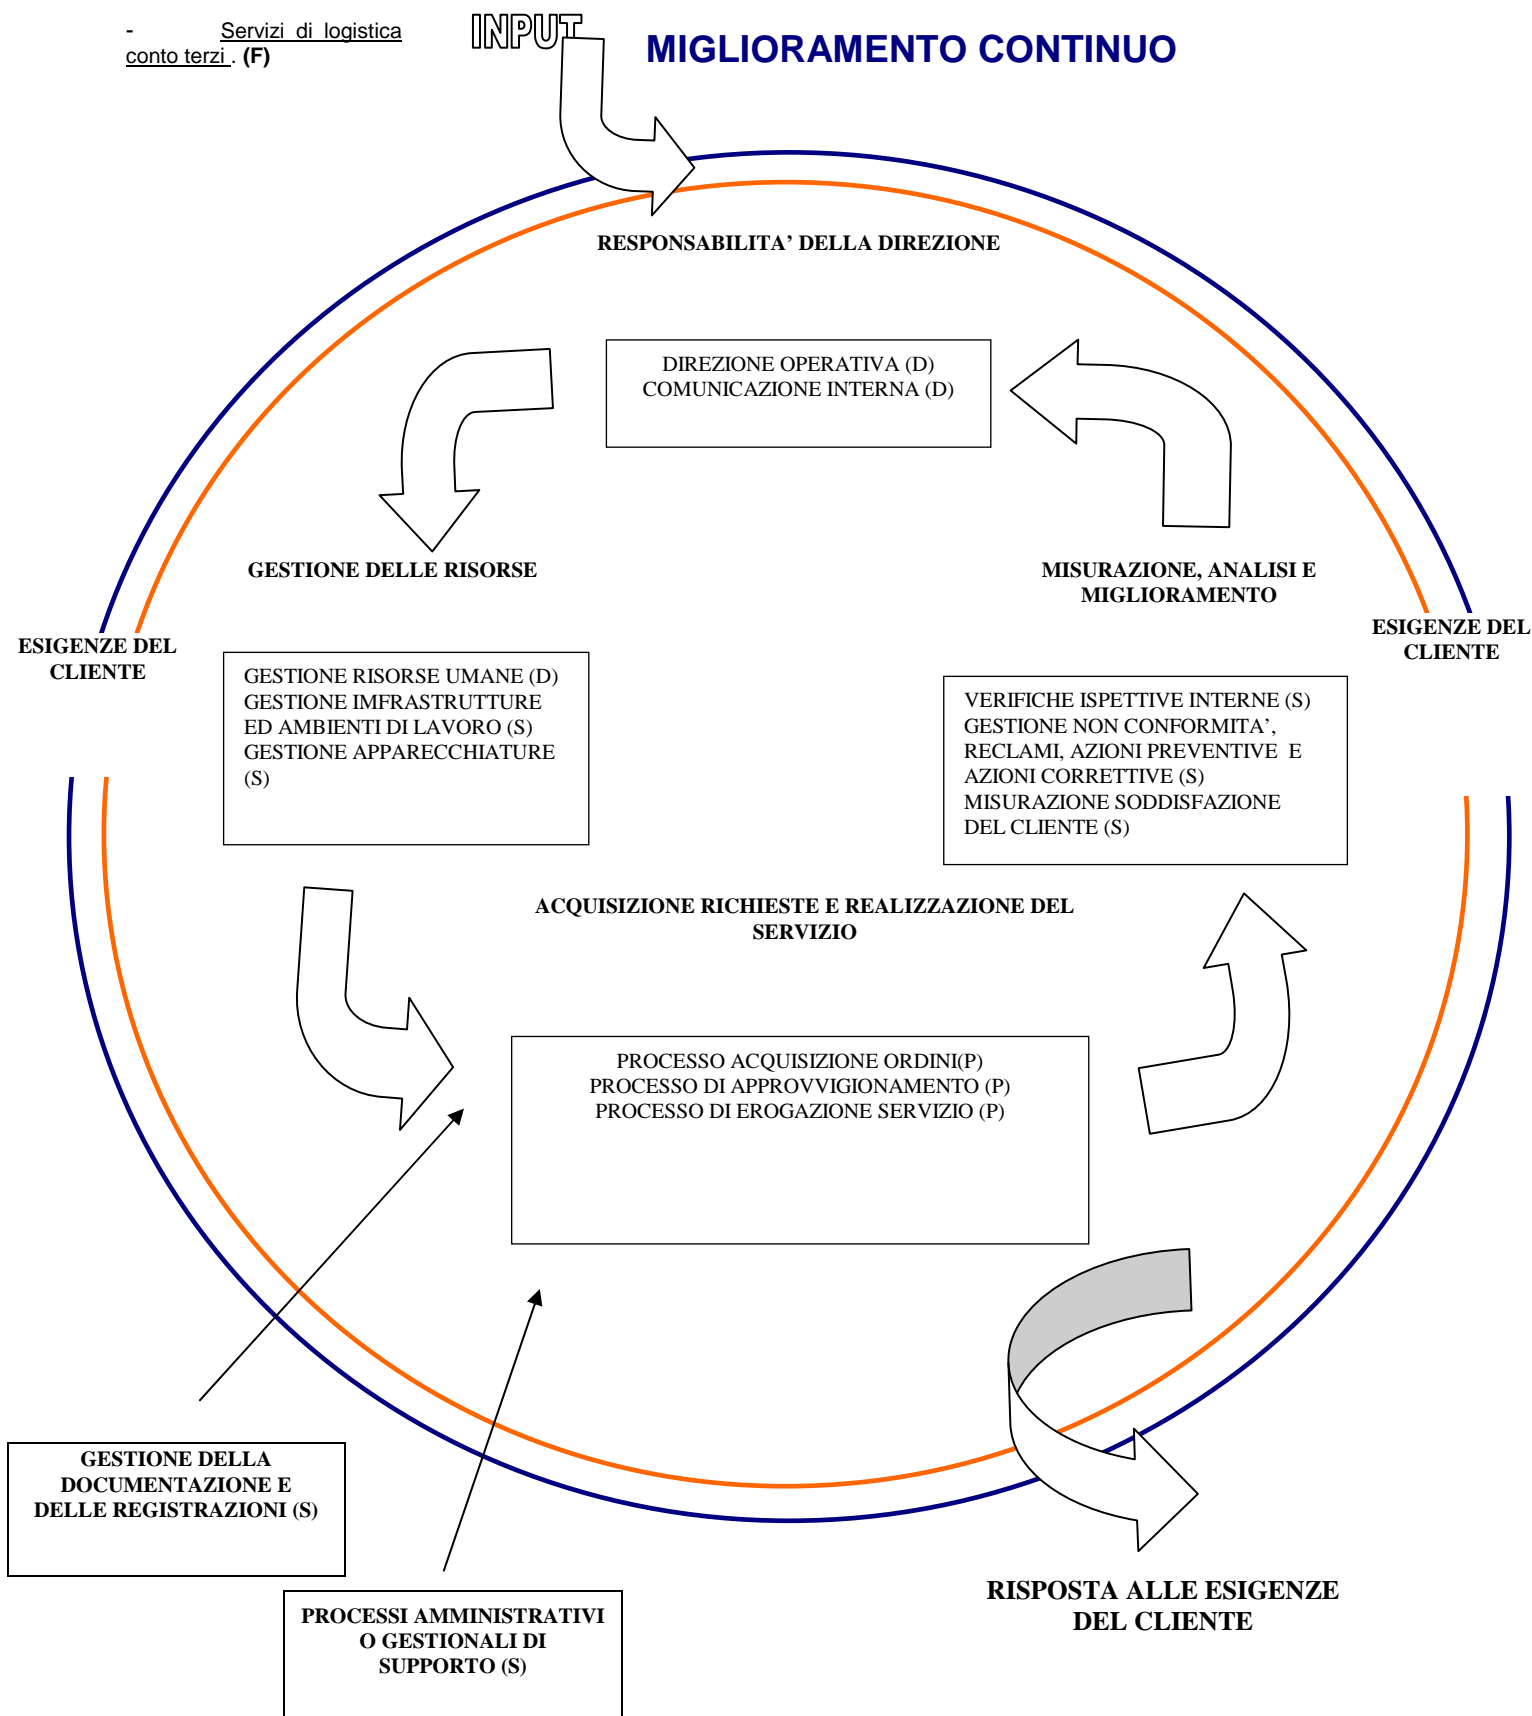 - Servizi di logistica
conto terzi . (F)
INPUT
MIGLIORAMENTO CONTINUO
RESPONSABILITA’ DELLA DIREZIONE
DIREZIONE OPERATIVA (D)
COMUNICAZIONE INTERNA (D)
GESTIONE DELLE RISORSE
MISURAZIONE, ANALISI E
MIGLIORAMENTO
ESIGENZE DEL
CLIENTE
ESIGENZE DEL
CLIENTE
GESTIONE RISORSE UMANE (D)
GESTIONE IMFRASTRUTTURE
ED AMBIENTI DI LAVORO (S)
GESTIONE APPARECCHIATURE
(S)
VERIFICHE ISPETTIVE INTERNE (S)
GESTIONE NON CONFORMITA’,
RECLAMI, AZIONI PREVENTIVE E
AZIONI CORRETTIVE (S)
MISURAZIONE SODDISFAZIONE
DEL CLIENTE (S)
ACQUISIZIONE RICHIESTE E REALIZZAZIONE DEL
SERVIZIO
PROCESSO ACQUISIZIONE ORDINI(P)
PROCESSO DI APPROVVIGIONAMENTO (P)
PROCESSO DI EROGAZIONE SERVIZIO (P)
GESTIONE DELLA
DOCUMENTAZIONE E
DELLE REGISTRAZIONI (S)
PROCESSI AMMINISTRATIVI
O GESTIONALI DI
SUPPORTO (S)
RISPOSTA ALLE ESIGENZE
DEL CLIENTE